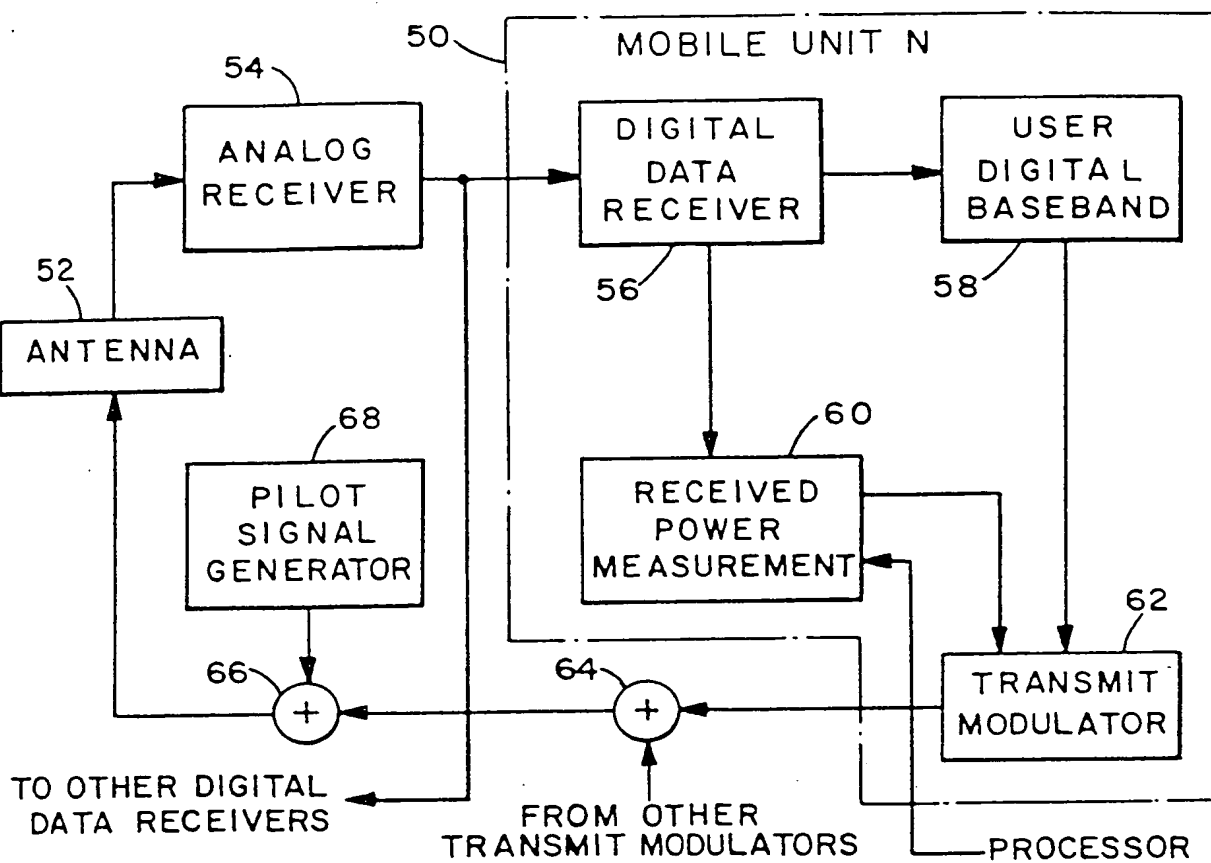 50
MOBILE UNIT N
54
ANALOG
RECEIVER
DIGITAL
DATA
RECEIVER
USER
DIGITAL
BASEBAND
52
56
58
ANTENNA
68
60
PILOT
SIGNAL
GENERATOR
RECEIVED
POWER
MEASUREMENT
62
66
+
64
+
TRANSMIT
MODULATOR
TO OTHER DIGITAL
DATA RECEIVERS
FROM OTHER
TRANSMIT MODULATORS
PROCESSOR